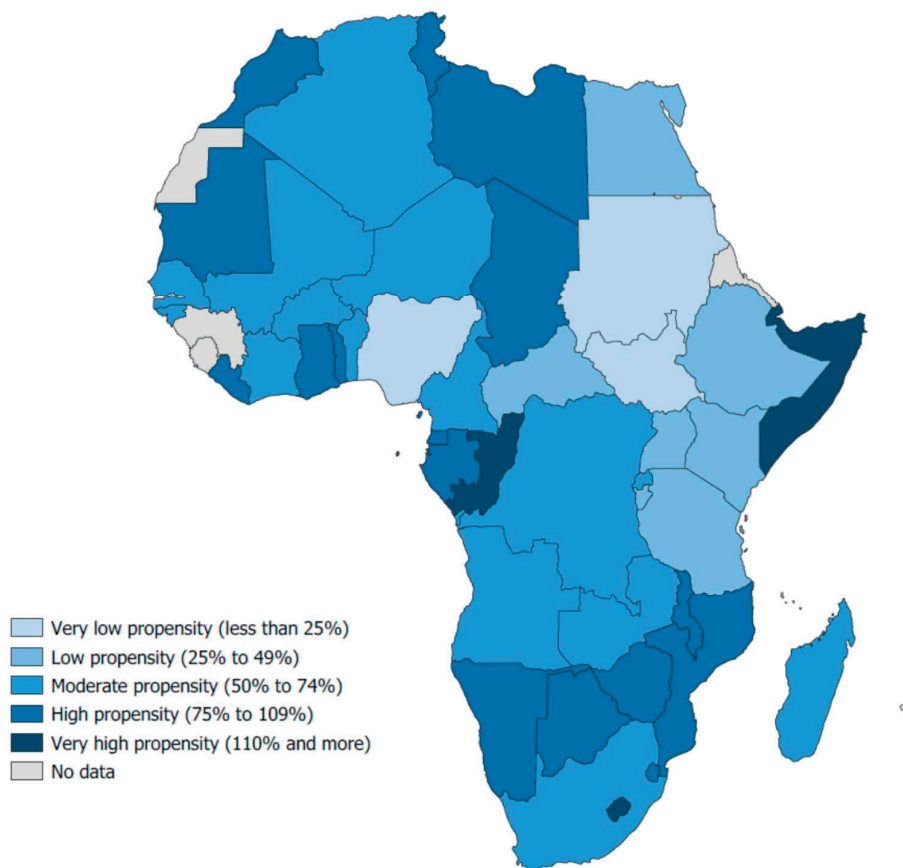 Very low propensity (less than 25%)
Low propensity (25% to 49%)
Moderate propensity (50% to 74%)
High propensity (75% to 109%)
Very high propensity (110% and more)
No data